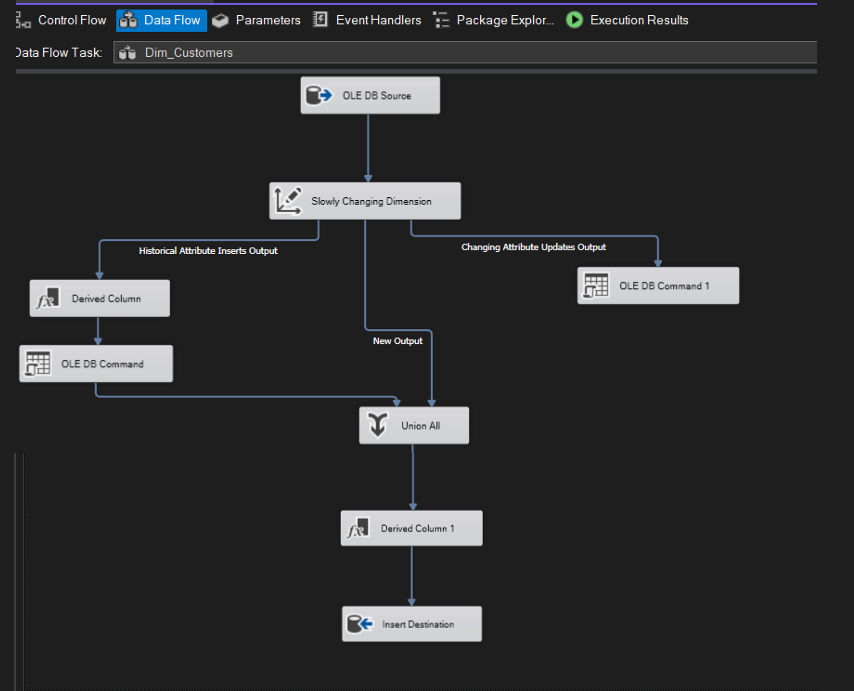 Control Flow Data Flow Parameters Event Handlers Package Explor... Execution Results
Data Flow Task: Dim_Customers
OLE DB Source
Slowly Changing Dimension
Historical Attribute Inserts Output
Changing Attribute Updates Output
Derived Column
OLE DB Command 1
New Output
OLE DB Command
Union All
Derived Column 1
Insert Destination